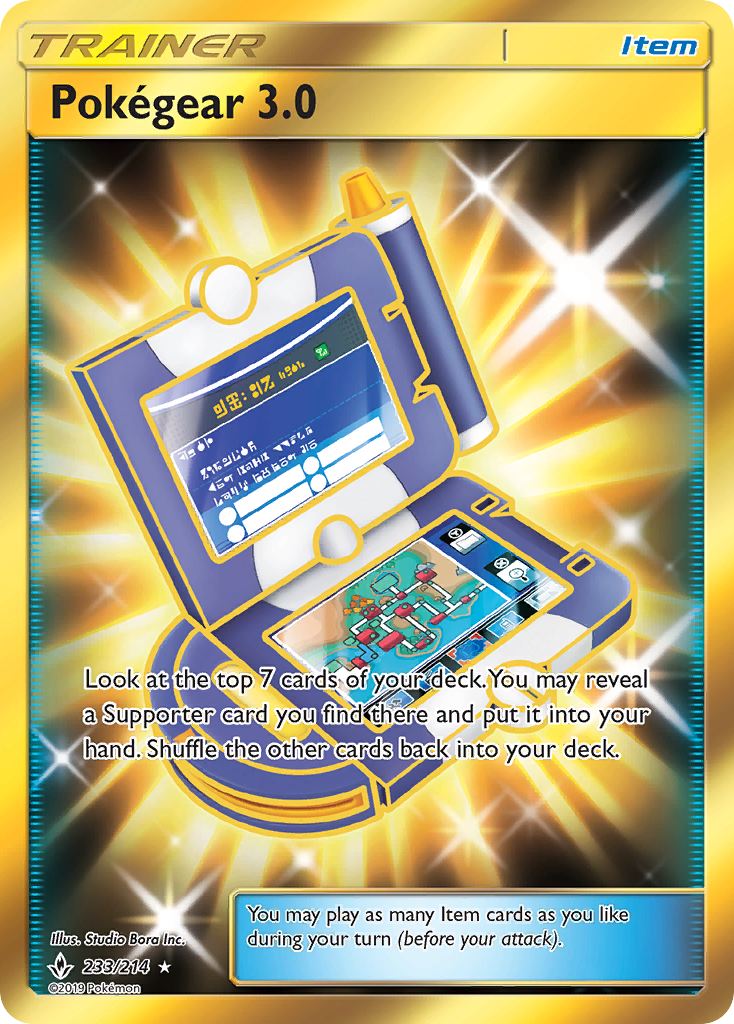 TRAINER
Item
Pokégear 3.0
Look at the top 7 cards of your deck. You may reveal
a Supporter card you find there and put it into your
hand. Shuffle the other cards back into your deck.
You may play as many Item cards as you like
during your turn (before your attack).
Illus. Studio Bora Inc.
233/214 ★
©2019 Pokémon